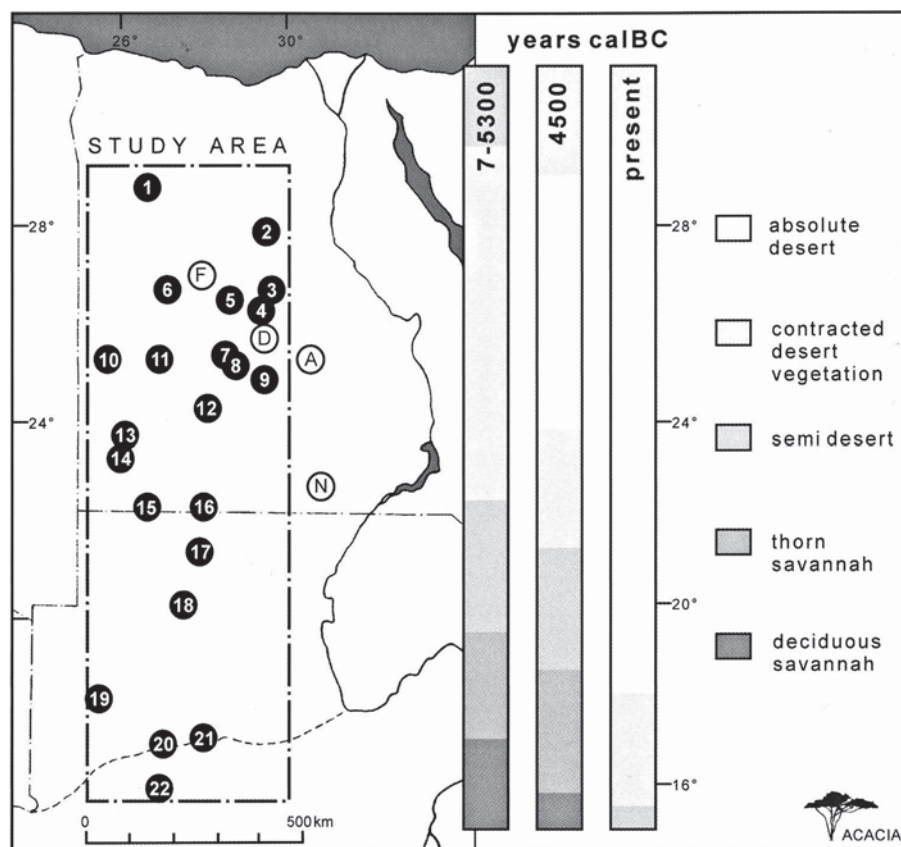 26°
30°
years calBC
STUDY AREA
7-5300
4500
present
1
28°
2
28°
absolute
desert
F
6
5
3
4
D
contracted
desert
vegetation
10
11
7
8
A
9
12
24°
24°
13
14
semi desert
N
15
16
17
thorn
savannah
18
20°
deciduous
savannah
19
20
21
16°
22
0
500 km
ACACIA